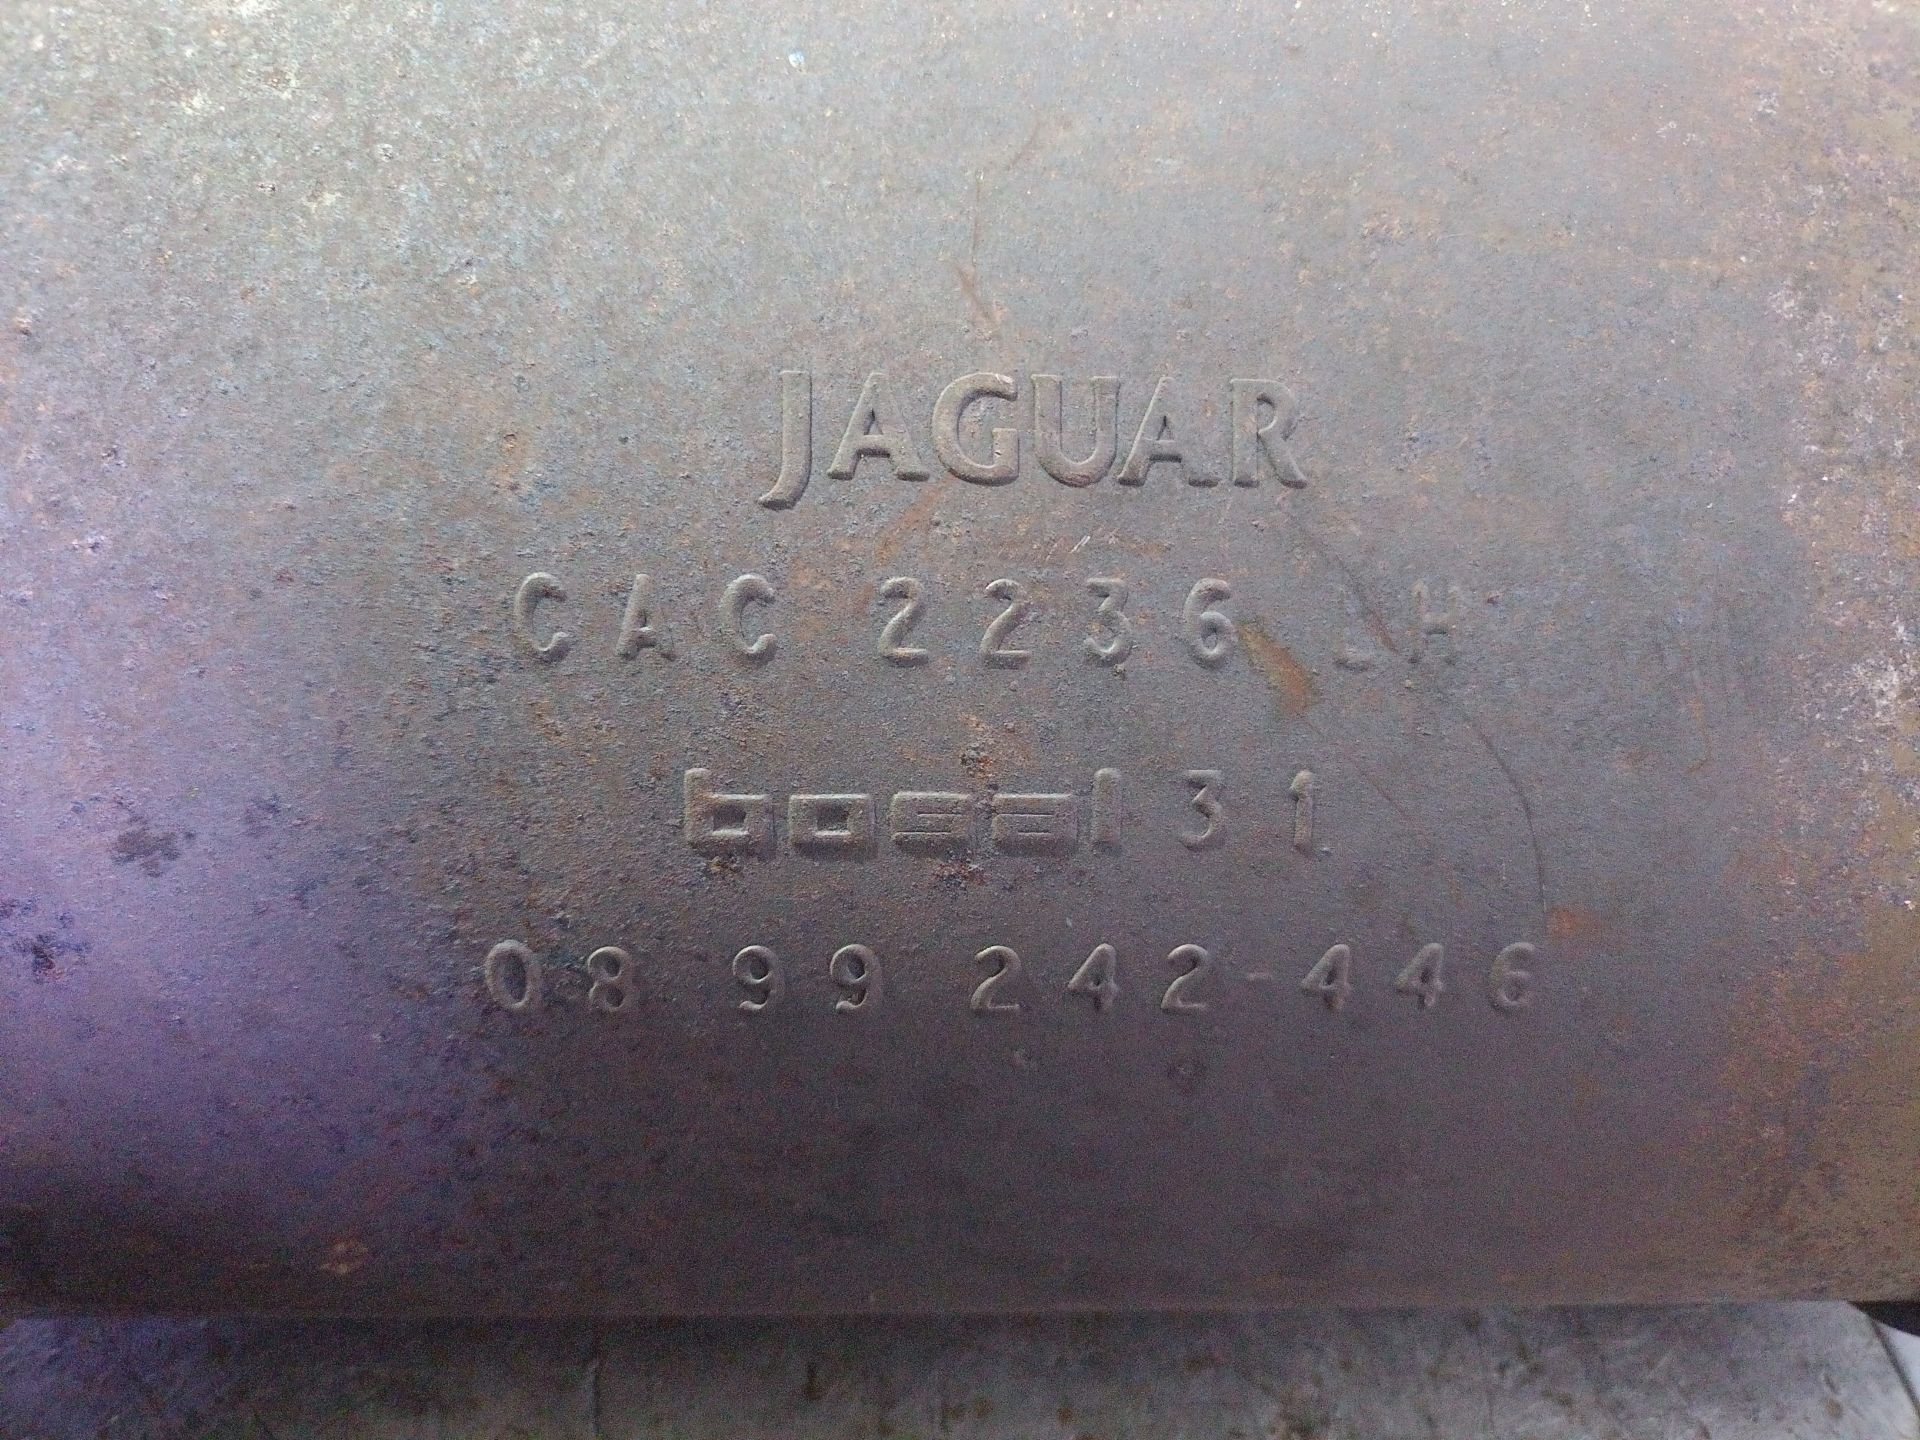 JAGUAR
CAC 2236 LH
bosal 31
08 99 242-446